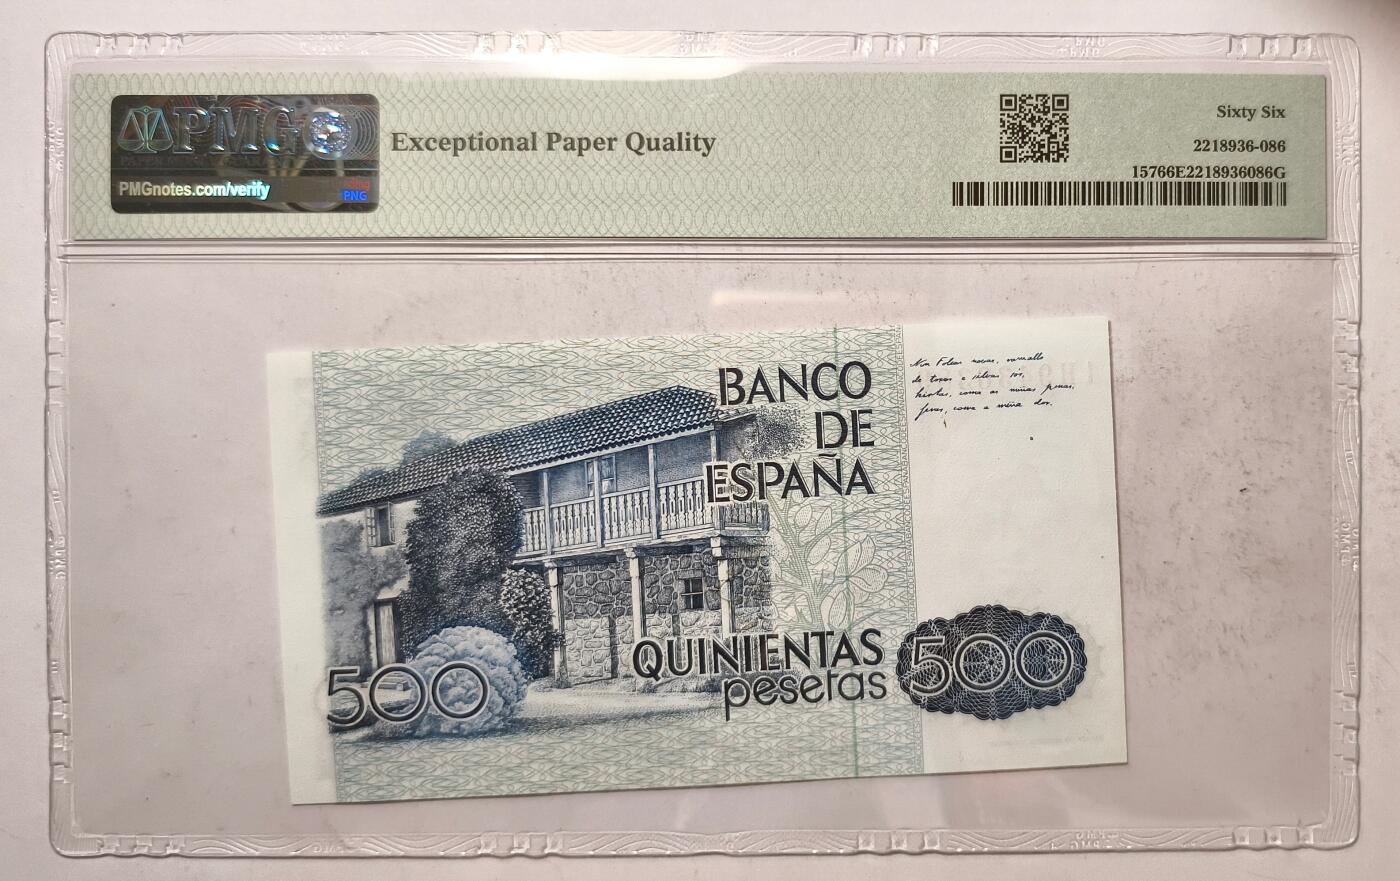 PMG
PMGnotes.com/verify
PNG
Exceptional Paper Quality
Sixty Six
2218936-086
15766E2218936086G
BANCO
DE
ESPAÑA
QUINIENTAS
pesetas
500
500